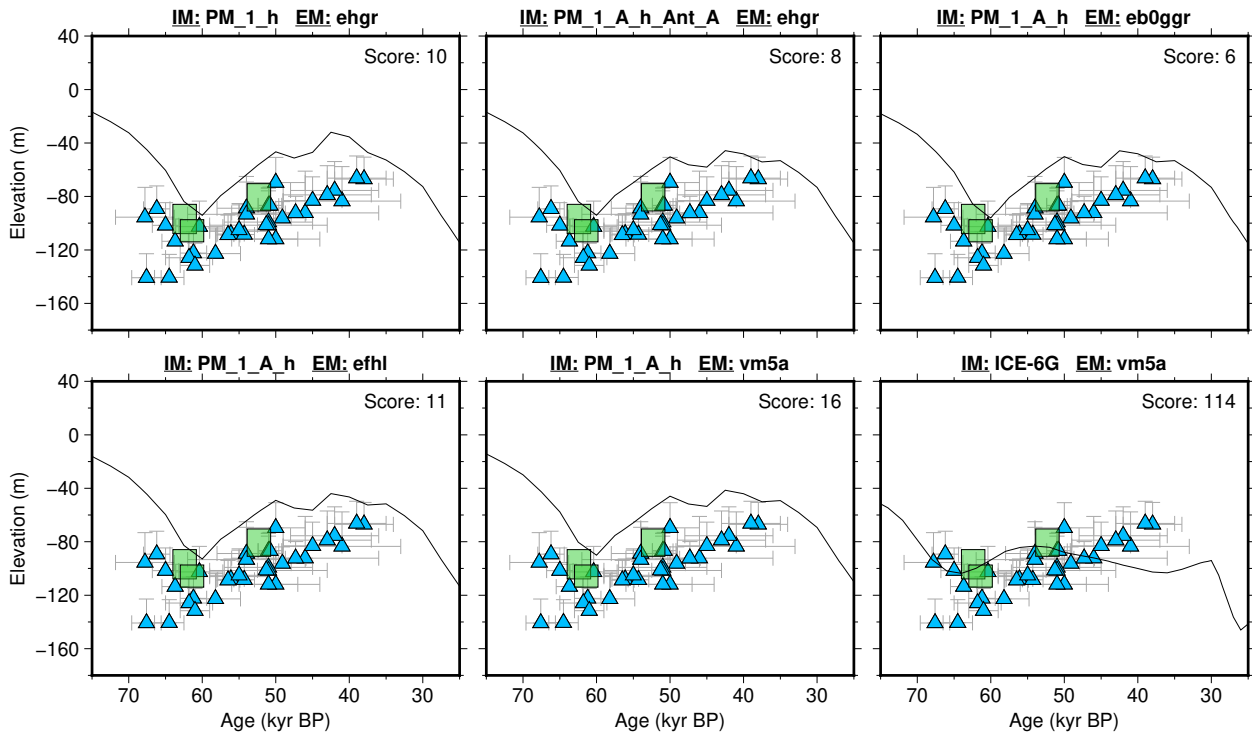 IM: PM_1_h EM: ehgr
IM: PM_1_A_h_Ant_A EM: ehgr
IM: PM_1_A_h EM: eb0ggr
Score: 10
Score: 8
Score: 6
40
0
−40
−80
−120
−160
Elevation (m)
IM: PM_1_A_h EM: efhl
IM: PM_1_A_h EM: vm5a
IM: ICE-6G EM: vm5a
Score: 11
Score: 16
Score: 114
40
0
−40
−80
−120
−160
Elevation (m)
70 60 50 40 30
70 60 50 40 30
70 60 50 40 30
Age (kyr BP)
Age (kyr BP)
Age (kyr BP)